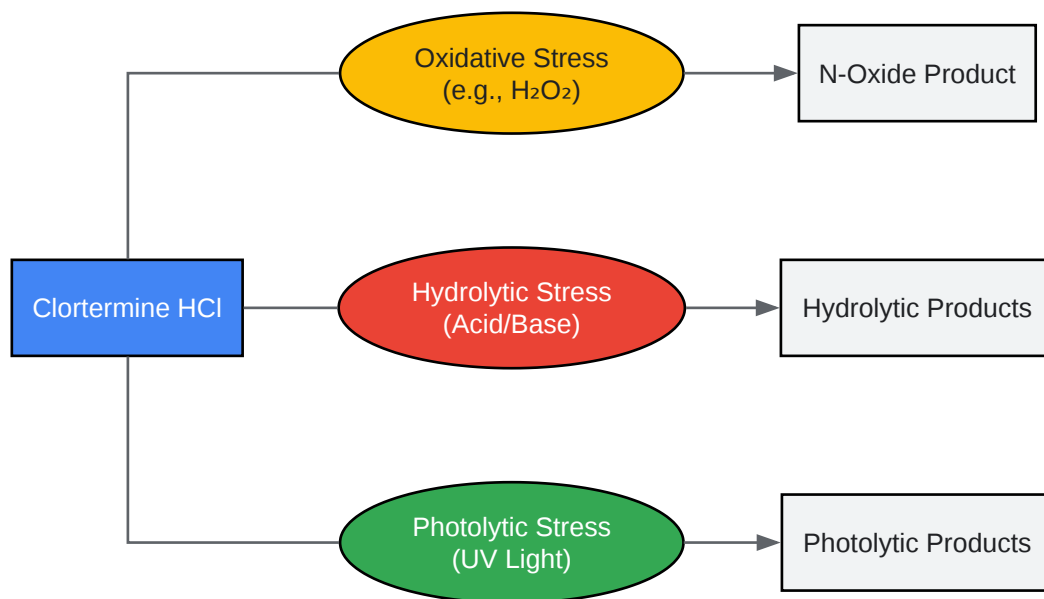 Oxidative Stress
(e.g., H₂O₂)
N-Oxide Product
Clortermine HCl
Hydrolytic Stress
(Acid/Base)
Hydrolytic Products
Photolytic Stress
(UV Light)
Photolytic Products